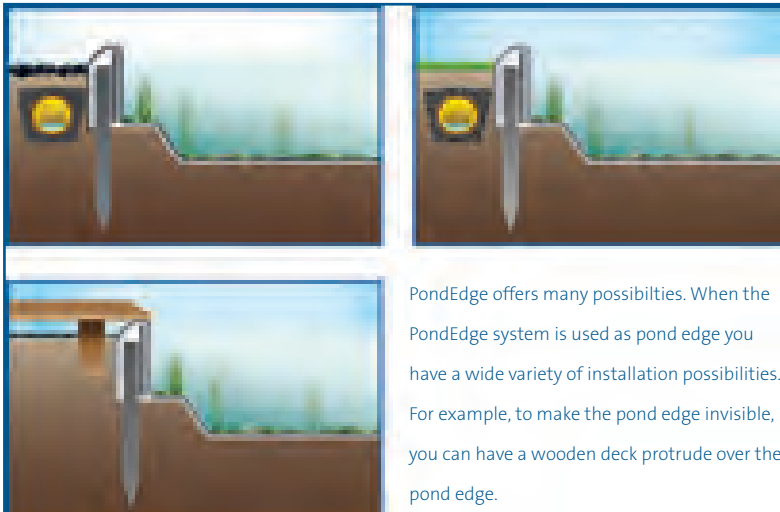 PondEdge offers many possibilties. When the
PondEdge system is used as pond edge you
have a wide variety of installation possibilities.
For example, to make the pond edge invisible,
you can have a wooden deck protrude over the
pond edge.